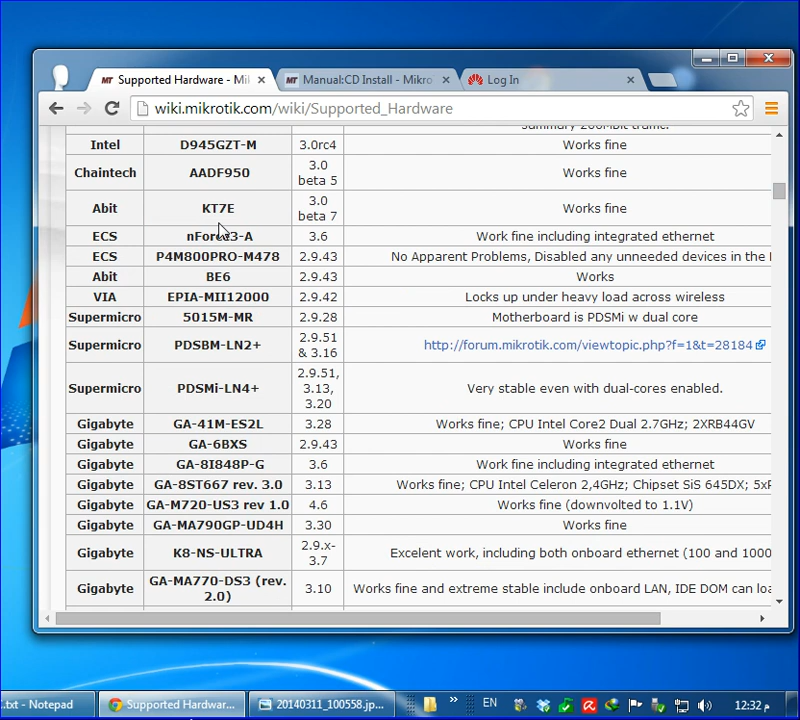 Supported Hardware - Mi
Manual:CD Install - Mikro
Log In
wiki.mikrotik.com/wiki/Supported_Hardware
summary 200Mbit traffic.
Intel D945GZT-M 3.0rc4 Works fine
Chaintech AADF950 3.0 beta 5 Works fine
Abit KT7E 3.0 beta 7 Works fine
ECS nForce3-A 3.6 Work fine including integrated ethernet
ECS P4M800PRO-M478 2.9.43 No Apparent Problems, Disabled any unneeded devices in the
Abit BE6 2.9.43 Works
VIA EPIA-MII12000 2.9.42 Locks up under heavy load across wireless
Supermicro 5015M-MR 2.9.28 Motherboard is PDSMi w dual core
Supermicro PDSBM-LN2+ 2.9.51 & 3.16 http://forum.mikrotik.com/viewtopic.php?f=1&t=28184
Supermicro PDSMi-LN4+ 2.9.51, 3.13, 3.20 Very stable even with dual-cores enabled.
Gigabyte GA-41M-ES2L 3.28 Works fine; CPU Intel Core2 Dual 2.7GHz; 2XRB44GV
Gigabyte GA-6BXS 2.9.43 Works fine
Gigabyte GA-8I848P-G 3.6 Work fine including integrated ethernet
Gigabyte GA-8ST667 rev. 3.0 3.13 Works fine; CPU Intel Celeron 2,4GHz; Chipset SiS 645DX; 5xF
Gigabyte GA-M720-US3 rev 1.0 4.6 Works fine (downvolted to 1.1V)
Gigabyte GA-MA790GP-UD4H 3.30 Works fine
Gigabyte K8-NS-ULTRA 2.9.x-3.7 Excelent work, including both onboard ethernet (100 and 1000
Gigabyte GA-MA770-DS3 (rev. 2.0) 3.10 Works fine and extreme stable include onboard LAN, IDE DOM can loa
.txt - Notepad
Supported Hardwar...
20140311_100558.jp...
EN
12:32 م